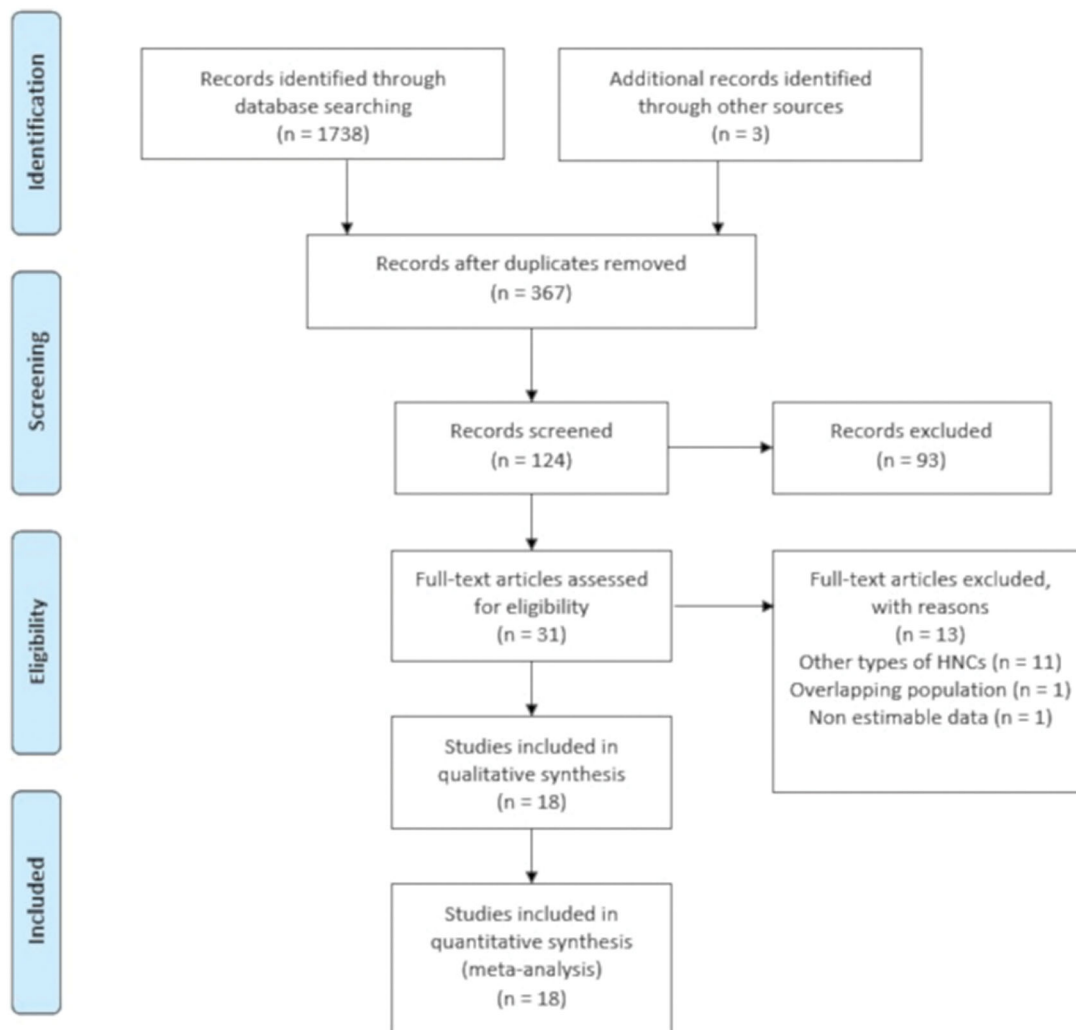 Identification
Records identified through
database searching
(n = 1738)
Additional records identified
through other sources
(n = 3)
Records after duplicates removed
(n = 367)
Screening
Records screened
(n = 124)
Records excluded
(n = 93)
Eligibility
Full-text articles assessed
for eligibility
(n = 31)
Full-text articles excluded,
with reasons
(n = 13)
Other types of HNCs (n = 11)
Overlapping population (n = 1)
Non estimable data (n = 1)
Studies included in
qualitative synthesis
(n = 18)
Included
Studies included in
quantitative synthesis
(meta-analysis)
(n = 18)